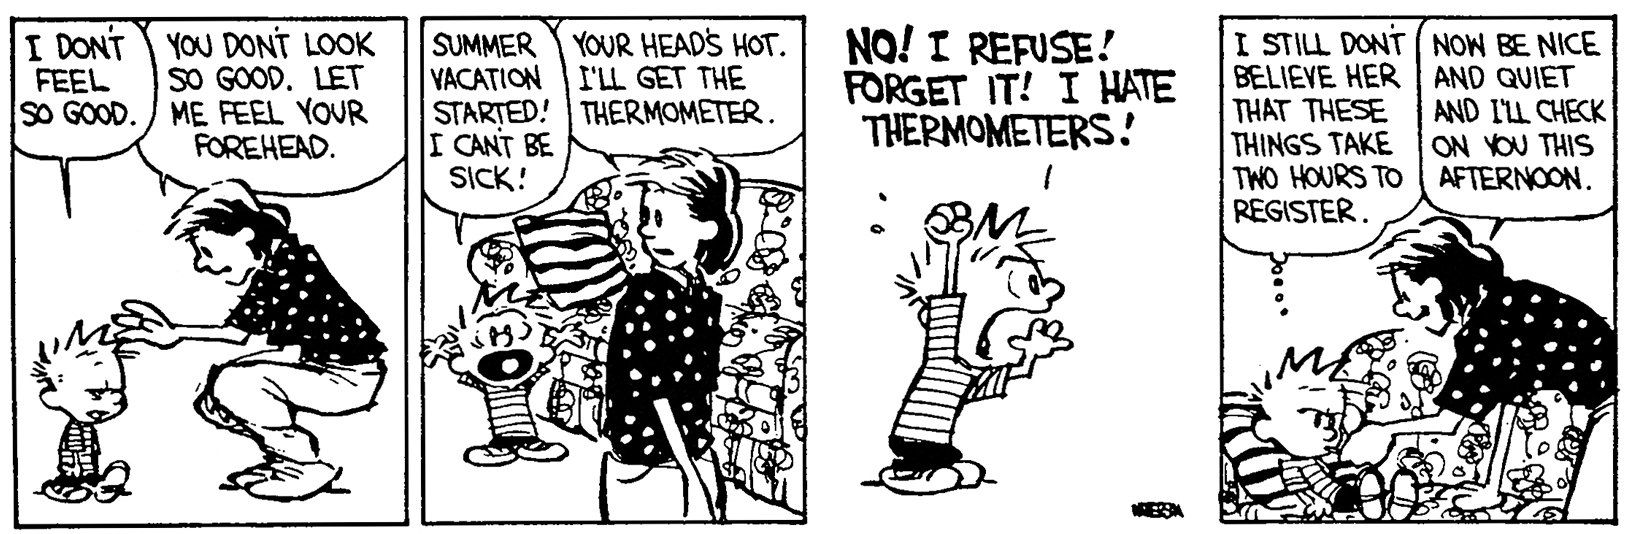 I DON'T
FEEL
SO GOOD.
YOU DON'T LOOK
SO GOOD. LET
ME FEEL YOUR
FOREHEAD.
SUMMER
VACATION
STARTED!
I CAN'T BE
SICK!
YOUR HEAD'S HOT.
I'LL GET THE
THERMOMETER.
NO! I REFUSE!
FORGET IT! I HATE
THERMOMETERS!
I STILL DON'T
BELIEVE HER
THAT THESE
THINGS TAKE
TWO HOURS TO
REGISTER.
NOW BE NICE
AND QUIET
AND I'LL CHECK
ON YOU THIS
AFTERNOON.